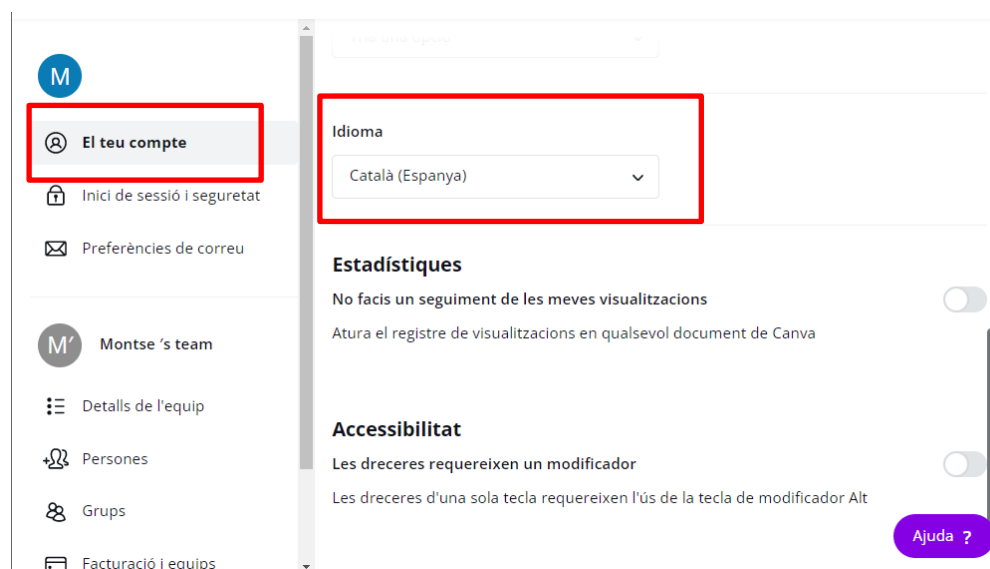 M
El teu compte
Inici de sessió i seguretat
Preferències de correu
M′
Montse ′s team
Detalls de l'equip
Persones
Grups
Facturació i equips
Idioma
Català (Espanya)
Estadístiques
No facis un seguiment de les meves visualitzacions
Atura el registre de visualitzacions en qualsevol document de Canva
Accessibilitat
Les dreceres requereixen un modificador
Les dreceres d'una sola tecla requereixen l'ús de la tecla de modificador Alt
Ajuda ?